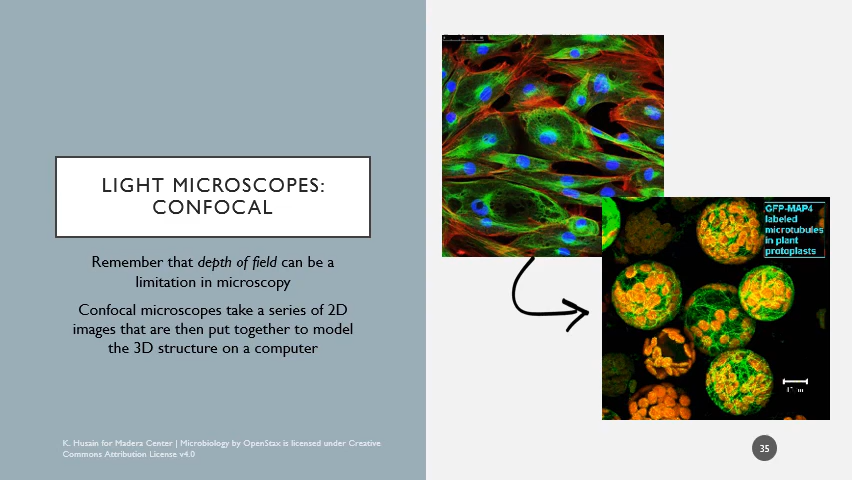 LIGHT MICROSCOPES:
CONFOCAL
Remember that depth of field can be a
limitation in microscopy
Confocal microscopes take a series of 2D
images that are then put together to model
the 3D structure on a computer
K. Husain for Madera Center | Microbiology by OpenStax is licensed under Creative
Commons Attribution License v4.0
GFP-MAP4
labeled
microtubules
in plant
protoplasts
35